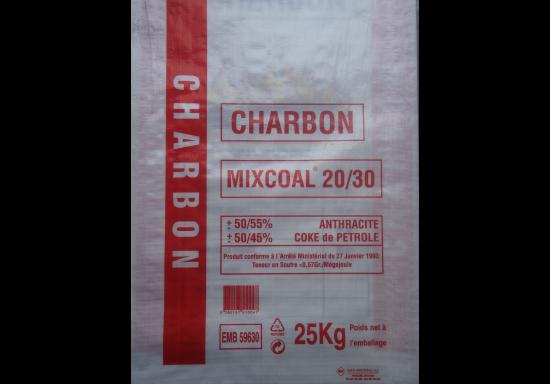 CHARBON
CHARBON
MIXCOAL® 20/30
± 50/55% ANTHRACITE
± 50/45% COKE de PETROLE
Produit conforme à l'Arrêté Ministériel du 27 Janvier 1993:
Teneur en Soufre <0,57Gr./Mégajoule
EMB 59630
25Kg
Poids net à
l'emballage